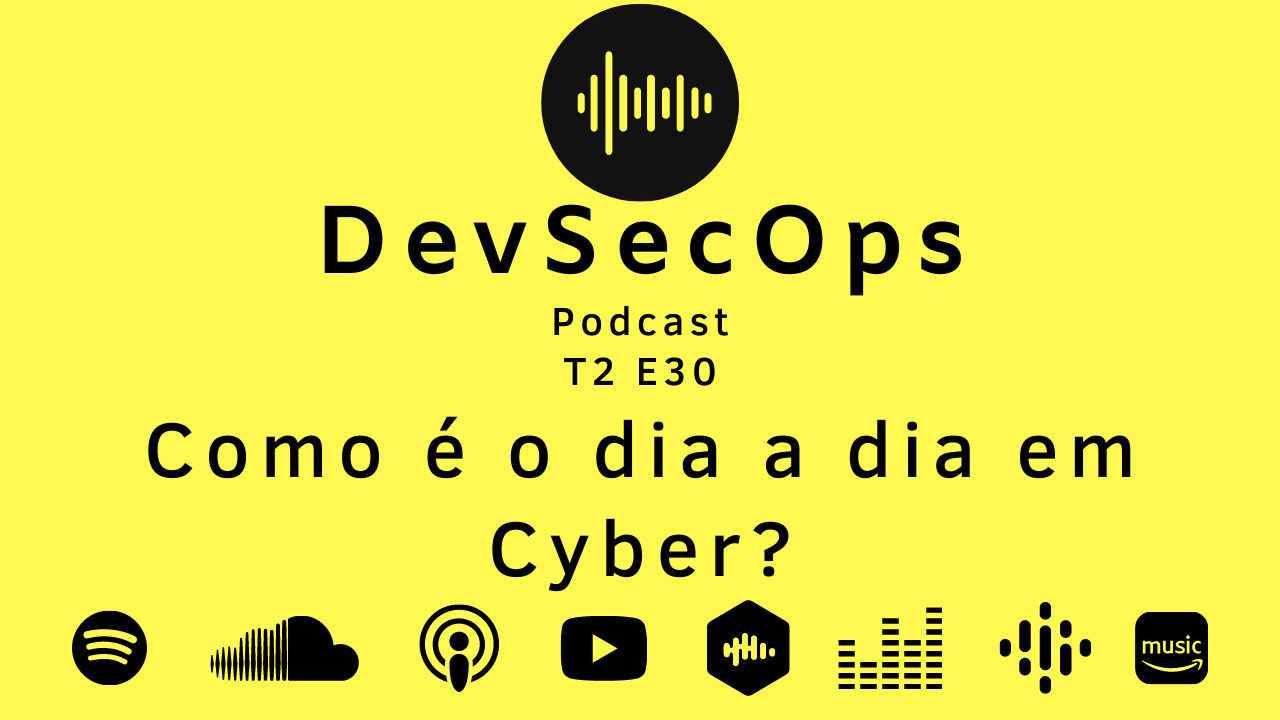 DevSecOps
Podcast
T2 E30
Como é o dia a dia em
Cyber?
music